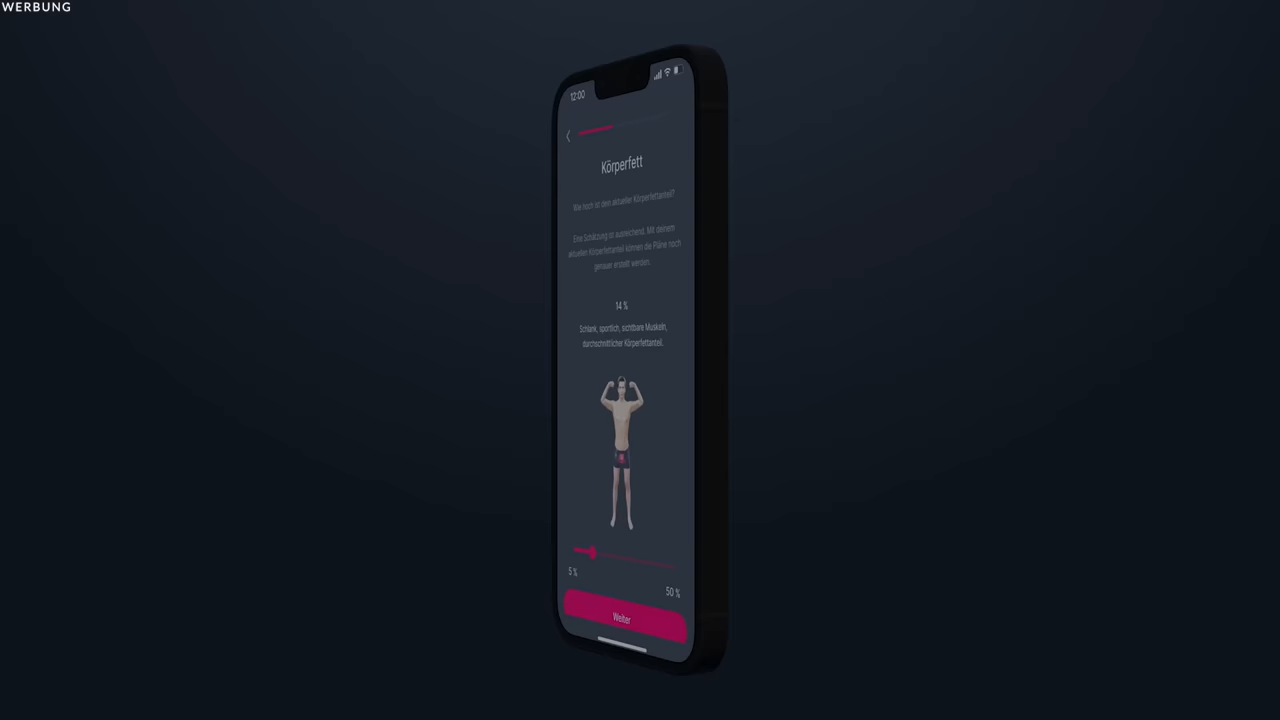 WERBUNG
12:00
Körperfett
Wie hoch ist dein aktueller Körperfettanteil?
Eine Schätzung ist ausreichend. Mit deinem
aktuellen Körperfettanteil können die Pläne noch
genauer erstellt werden.
14 %
Schlank, sportlich, sichtbare Muskeln,
durchschnittlicher Körperfettanteil.
5 %
50 %
Weiter